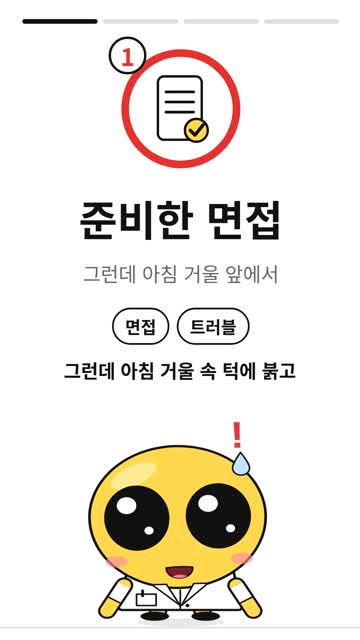 1
준비한 면접
그런데 아침 거울 앞에서
면접 트러블
그런데 아침 거울 속 턱에 붉고
!